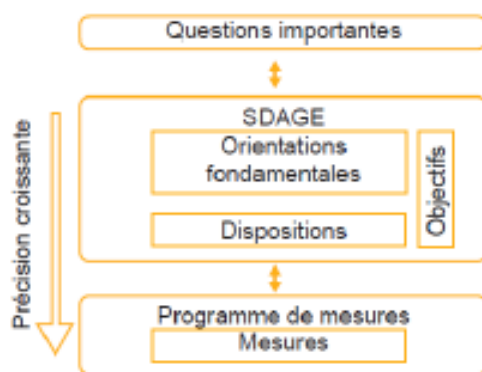 Questions importantes
SDAGE
Orientations
fondamentales
Dispositions
Objectifs
Précision croissante
Programme de mesures
Mesures